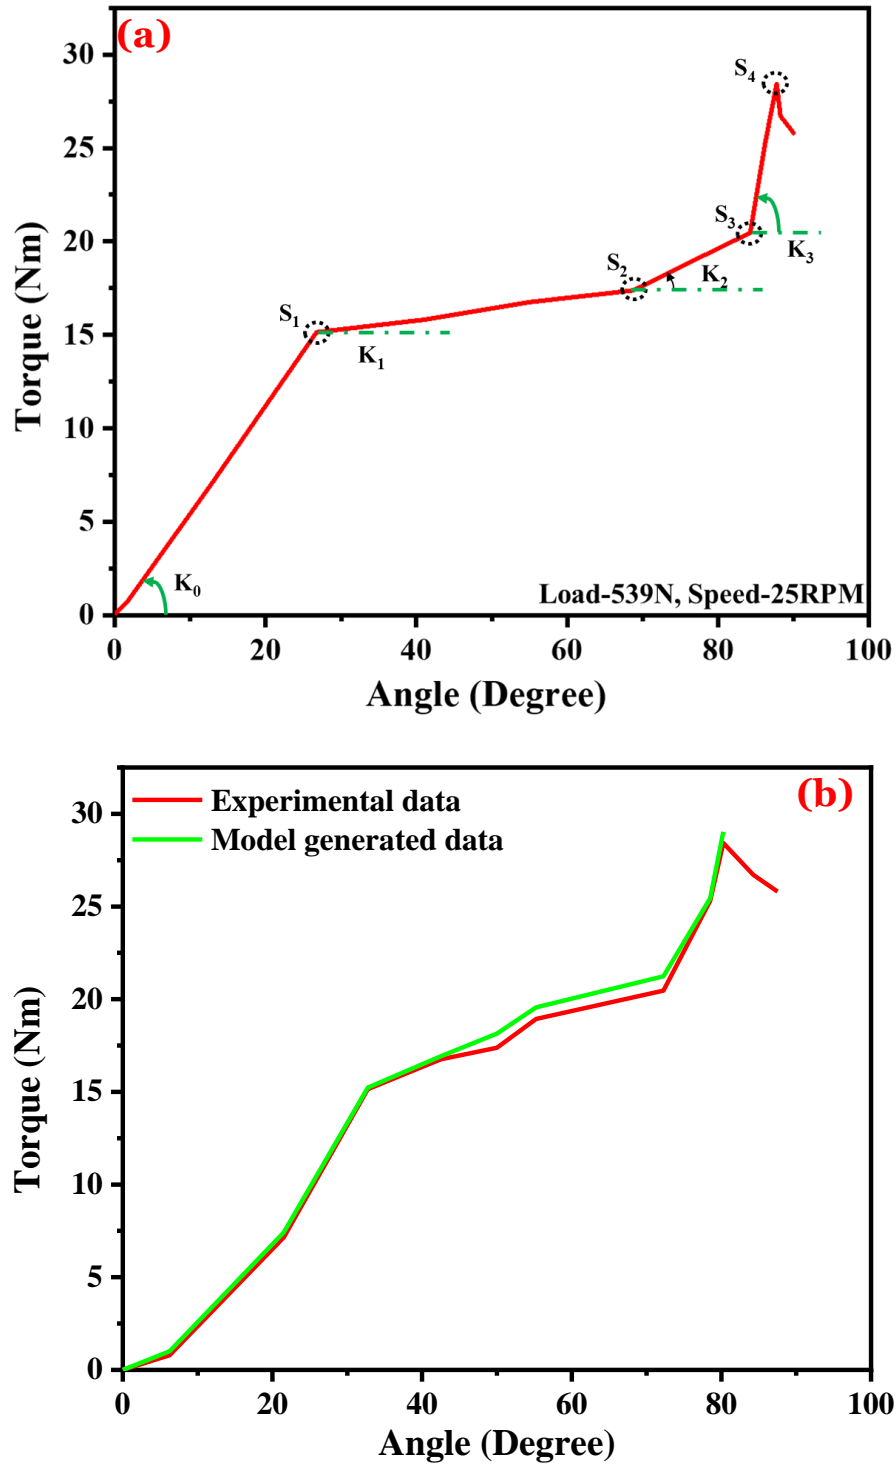 (a)
30
25
20
15
10
5
0
Torque (Nm)
S₄
S₃
K₃
S₂
K₂
S₁
K₁
K₀
Load-539N, Speed-25RPM
0 20 40 60 80 100
Angle (Degree)
(b)
Experimental data
Model generated data
30
25
20
15
10
5
0
Torque (Nm)
0 20 40 60 80 100
Angle (Degree)